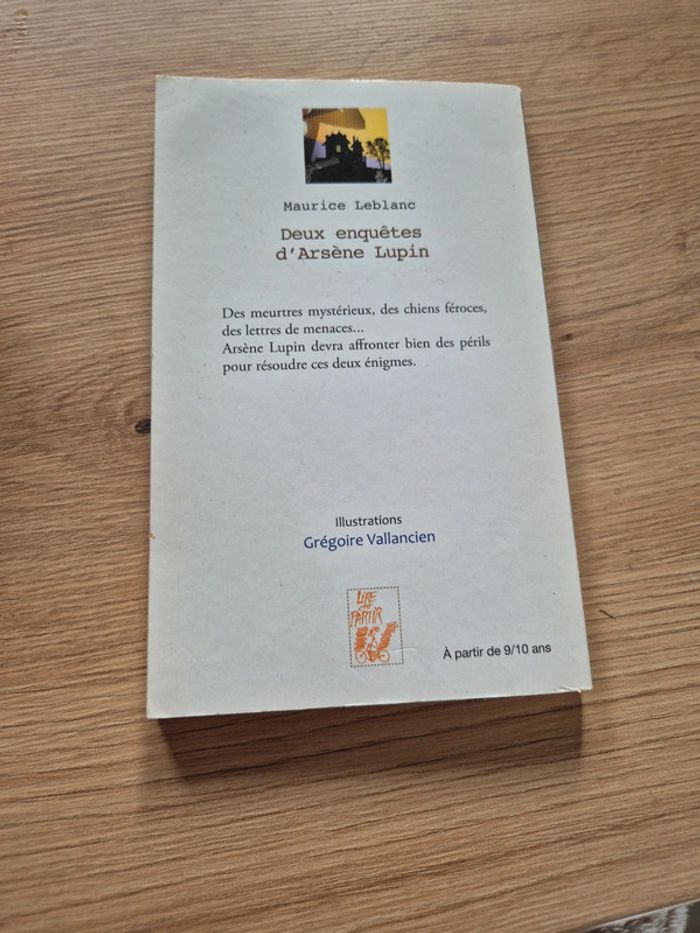 Maurice Leblanc
Deux enquêtes
d'Arsène Lupin
Des meurtres mystérieux, des chiens féroces,
des lettres de menaces...
Arsène Lupin devra affronter bien des périls
pour résoudre ces deux énigmes.
Illustrations
Grégoire Vallancien
LIRE
c'est
PARTIR
À partir de 9/10 ans